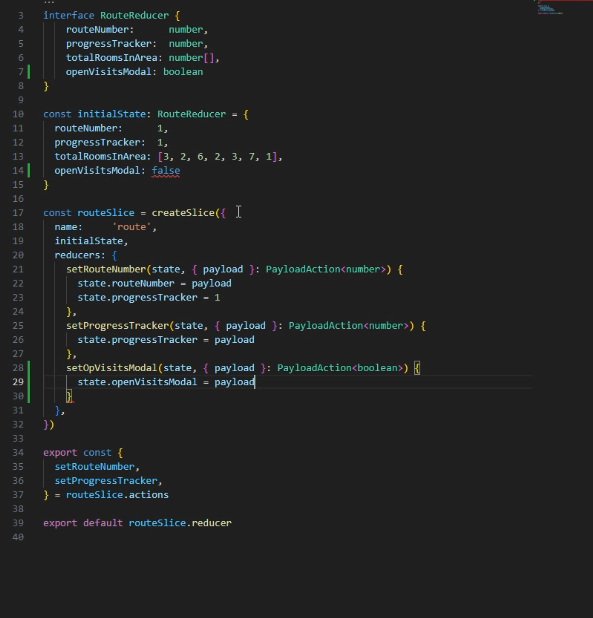 ...
3 interface RouteReducer {
4   routeNumber:      number,
5   progressTracker:  number,
6   totalRoomsInArea: number[],
7   openVisitsModal: boolean
8 }
9
10 const initialState: RouteReducer = {
11   routeNumber:      1,
12   progressTracker:  1,
13   totalRoomsInArea: [3, 2, 6, 2, 3, 7, 1],
14   openVisitsModal: false
15 }
16
17 const routeSlice = createSlice({
18   name:     'route',
19   initialState,
20   reducers: {
21     setRouteNumber(state, { payload }: PayloadAction<number>) {
22       state.routeNumber = payload
23       state.progressTracker = 1
24     },
25     setProgressTracker(state, { payload }: PayloadAction<number>) {
26       state.progressTracker = payload
27     },
28     setOpVisitsModal(state, { payload }: PayloadAction<boolean>) {
29       state.openVisitsModal = payload
30     }
31   },
32 })
33
34 export const {
35   setRouteNumber,
36   setProgressTracker,
37 } = routeSlice.actions
38
39 export default routeSlice.reducer
40